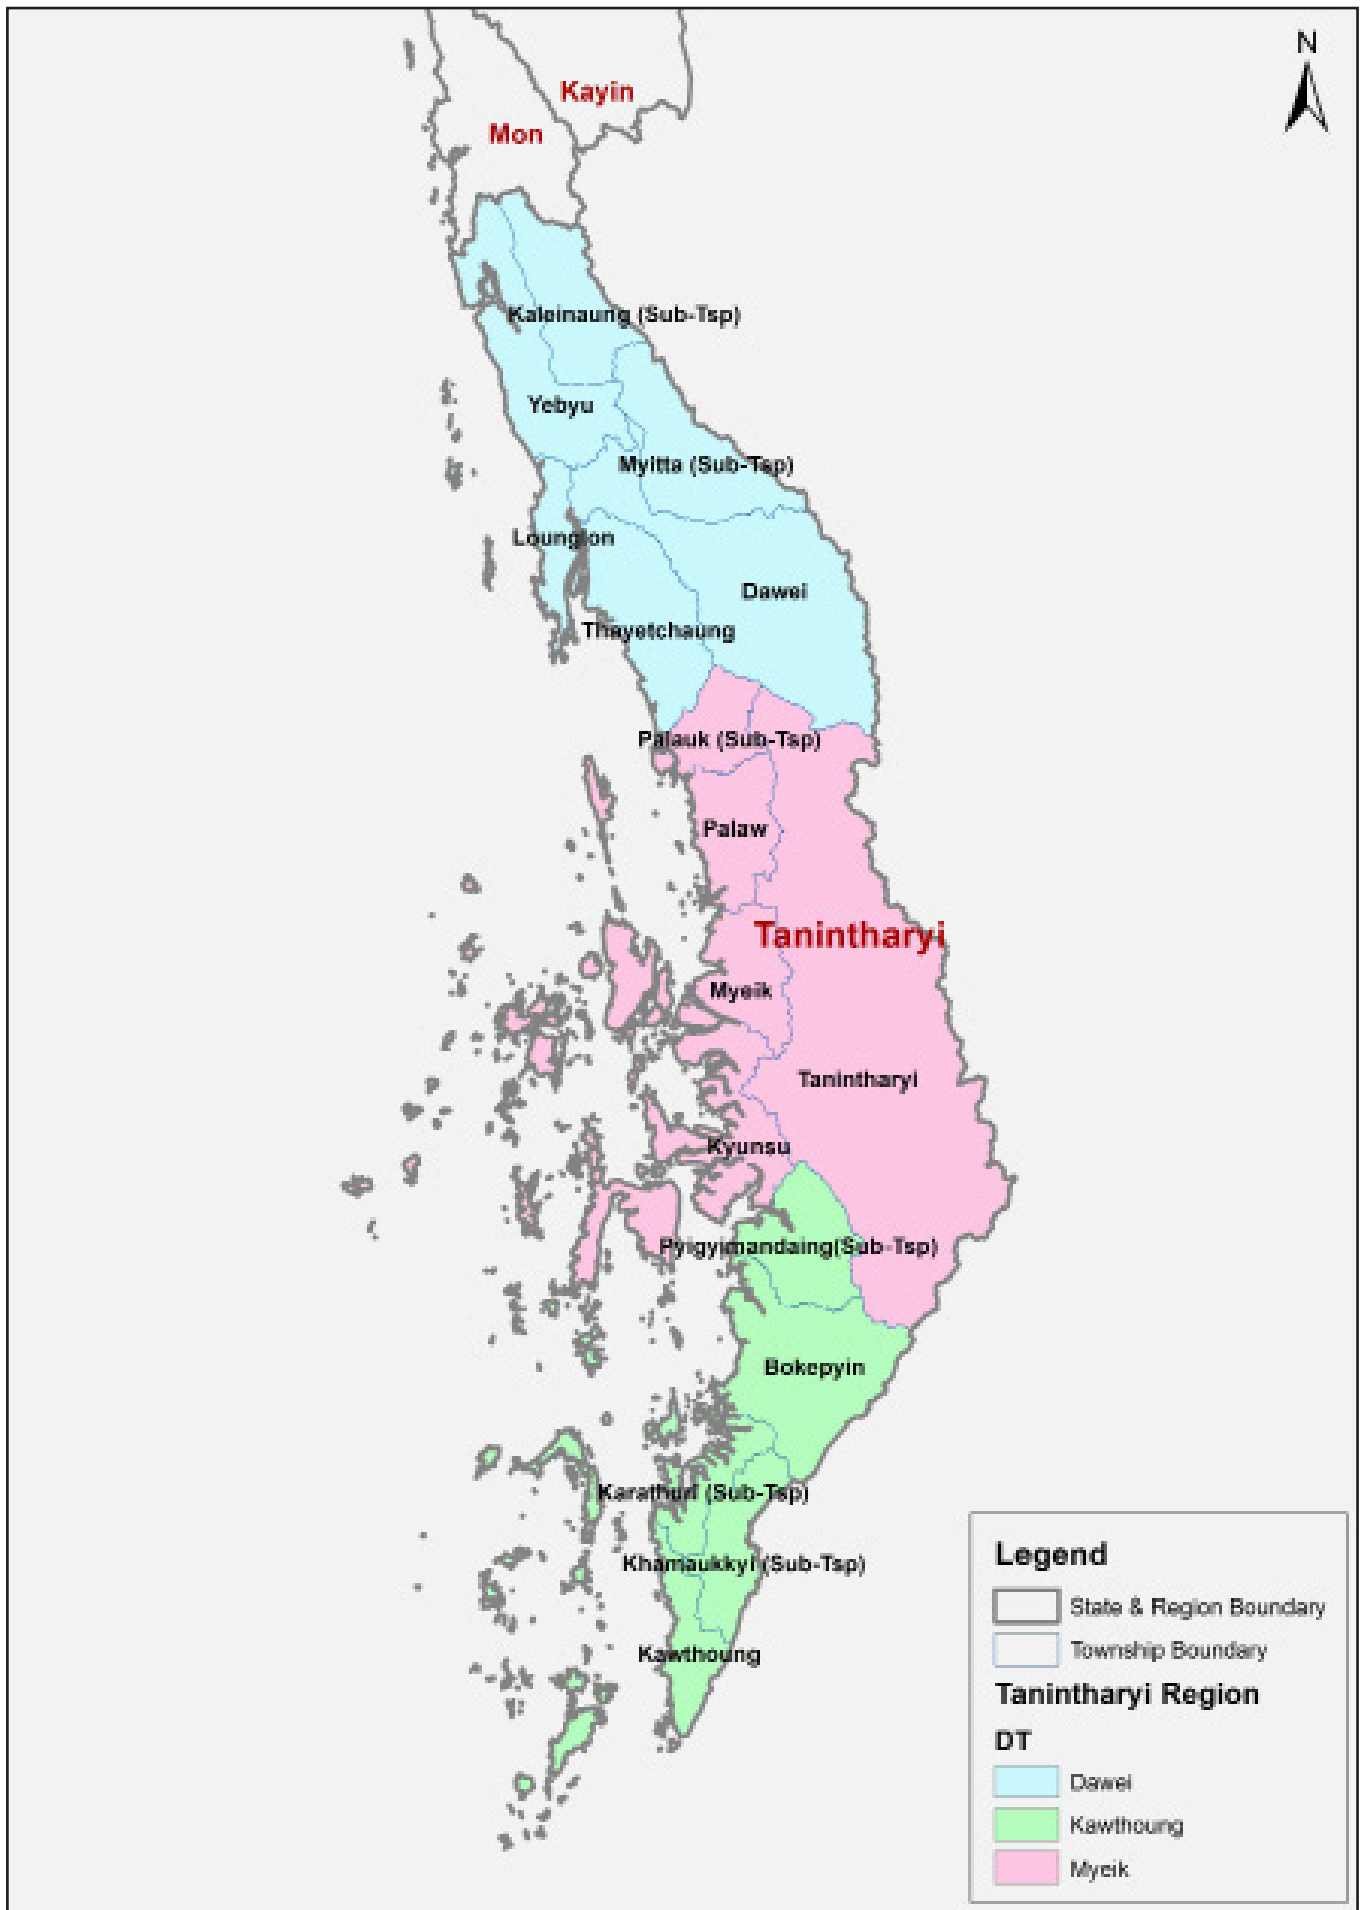 N
Kayin
Mon
Kaleinaung (Sub-Tsp)
Yebyu
Myitta (Sub-Tsp)
Launglon
Dawei
Thayetchaung
Palauk (Sub-Tsp)
Palaw
Tanintharyi
Myeik
Tanintharyi
Kyunsu
Pyigyimandaing(Sub-Tsp)
Bokepyin
Karathuri (Sub-Tsp)
Khamaukkyi (Sub-Tsp)
Kawthoung
Legend
State & Region Boundary
Township Boundary
Tanintharyi Region
DT
Dawei
Kawthoung
Myeik